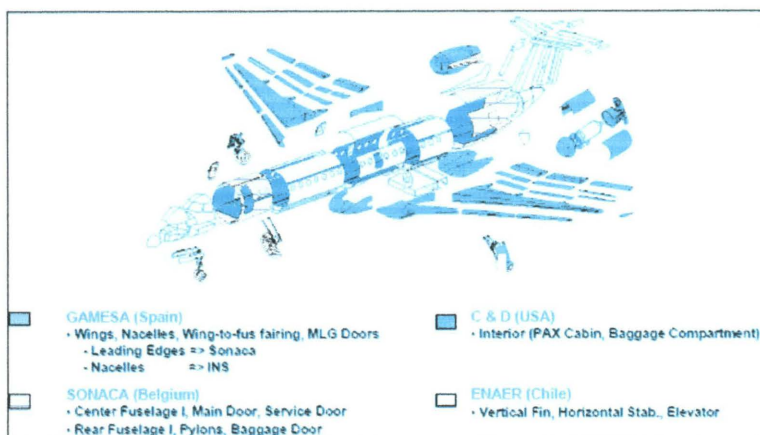 GAMESA (Spain)
· Wings, Nacelles, Wing-to-fus fairing, MLG Doors
- Leading Edges => Sonaca
- Nacelles => INS
SONACA (Belgium)
· Center Fuselage I, Main Door, Service Door
· Rear Fuselage I, Pylons, Baggage Door
C & D (USA)
· Interior (PAX Cabin, Baggage Compartment)
ENAER (Chile)
· Vertical Fin, Horizontal Stab., Elevator